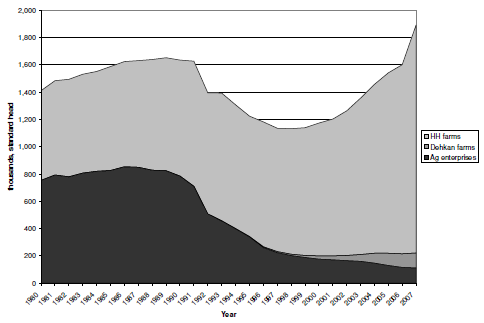 2,000
1,800
1,600
1,400
1,200
1,000
800
600
400
200
0
thousands, standard head
1980 1981 1982 1983 1984 1985 1986 1987 1988 1989 1990 1991 1992 1993 1994 1995 1996 1997 1998 1999 2000 2001 2002 2003 2004 2005 2006 2007
Year
HH farms
Dehkan farms
Ag enterprises